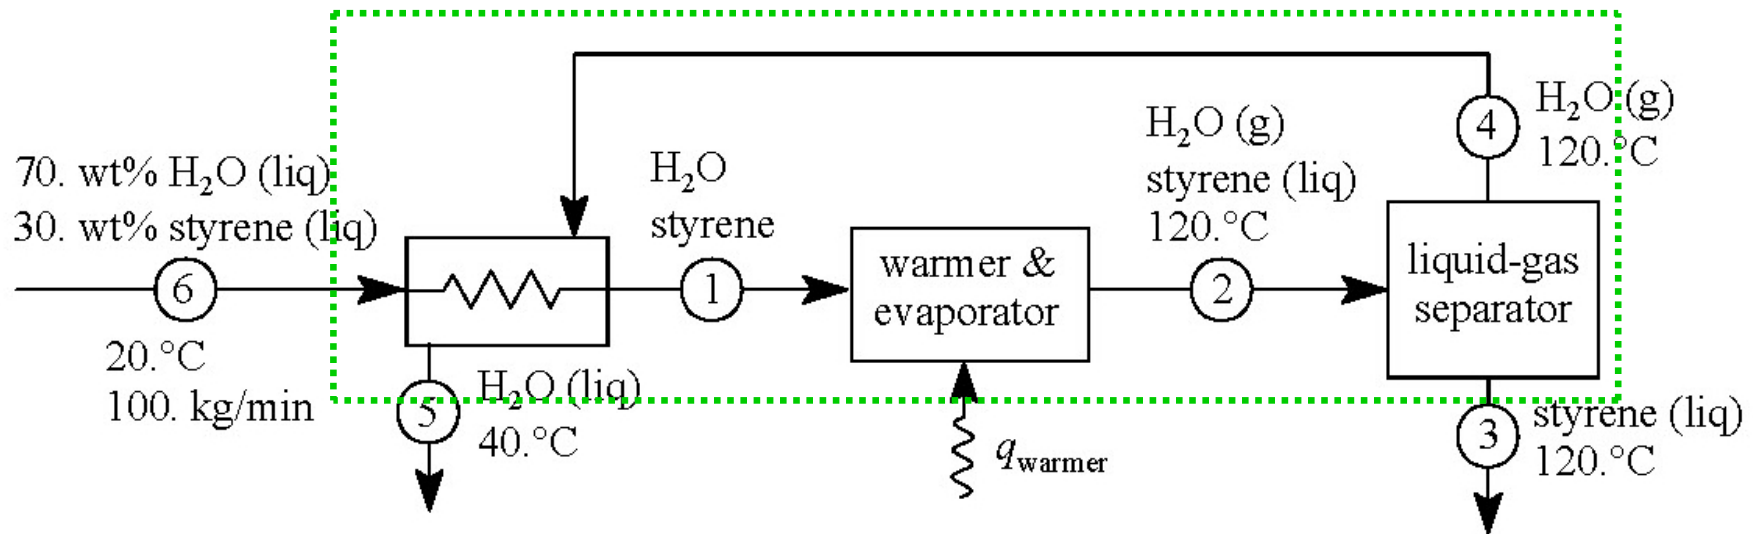 70. wt% H₂O (liq)
30. wt% styrene (liq)
6
20.°C
100. kg/min
5
H₂O (liq)
40.°C
H₂O
styrene
1
warmer &
evaporator
qwarmer
H₂O (g)
styrene (liq)
120.°C
2
liquid-gas
separator
4
H₂O (g)
120.°C
3
styrene (liq)
120.°C